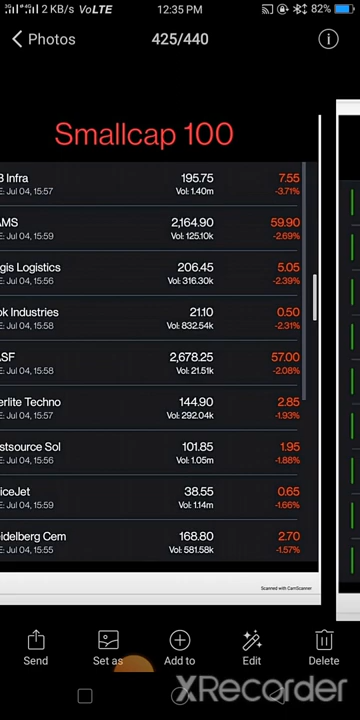 3G 4G 2 KB/s VoLTE 12:35 PM 82%
Photos 425/440
Smallcap 100
3 Infra 195.75 7.55
E: Jul 04, 15:57 Vol: 1.40m -3.71%
AMS 2,164.90 59.90
E: Jul 04, 15:59 Vol: 125.10k -2.69%
gis Logistics 206.45 5.05
E: Jul 04, 15:56 Vol: 316.30k -2.39%
ok Industries 21.10 0.50
E: Jul 04, 15:58 Vol: 832.54k -2.31%
ASF 2,678.25 57.00
E: Jul 04, 15:58 Vol: 21.51k -2.08%
erlite Techno 144.90 2.85
E: Jul 04, 15:57 Vol: 292.04k -1.93%
stsource Sol 101.85 1.95
E: Jul 04, 15:56 Vol: 1.05m -1.88%
iceJet 38.55 0.65
E: Jul 04, 15:59 Vol: 1.14m -1.66%
eidelberg Cem 168.80 2.70
E: Jul 04, 15:55 Vol: 581.58k -1.57%
Scanned with CamScanner
Send Set as Add to Edit Delete
XRecorder